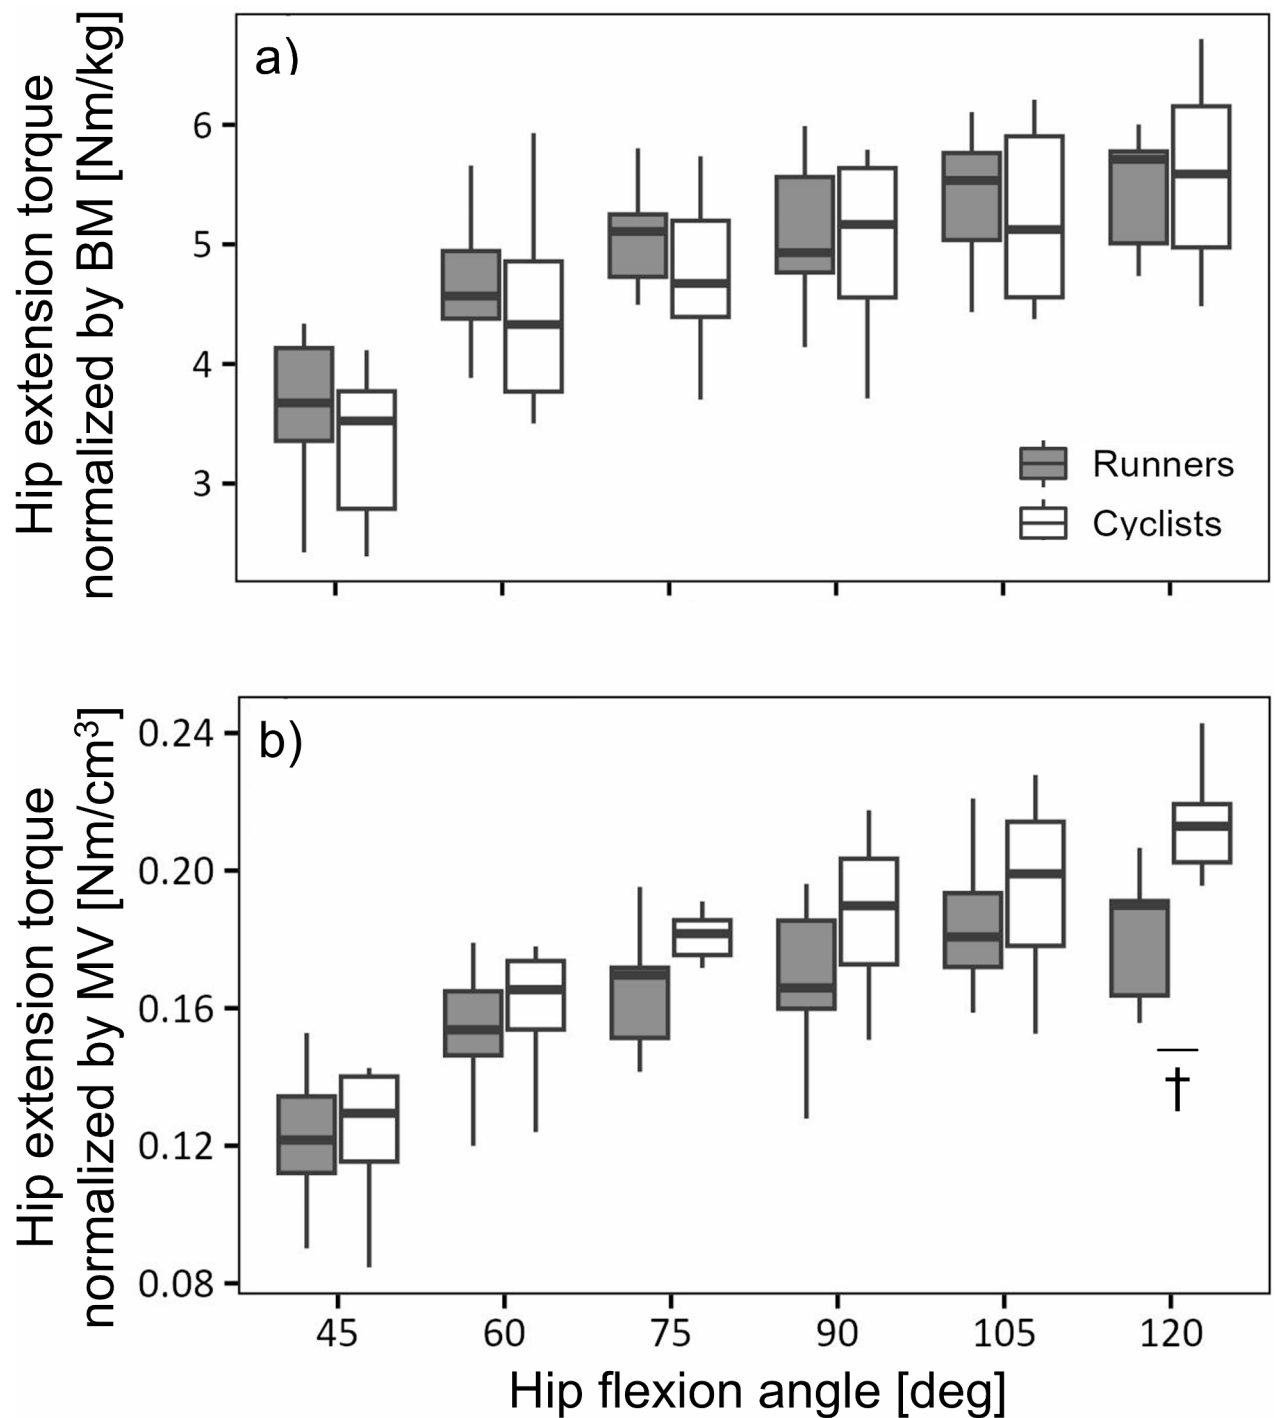 a)
Hip extension torque
normalized by BM [Nm/kg]
6
5
4
3
Runners
Cyclists
b)
Hip extension torque
normalized by MV [Nm/cm³]
0.24
0.20
0.16
0.12
0.08
†
45 60 75 90 105 120
Hip flexion angle [deg]